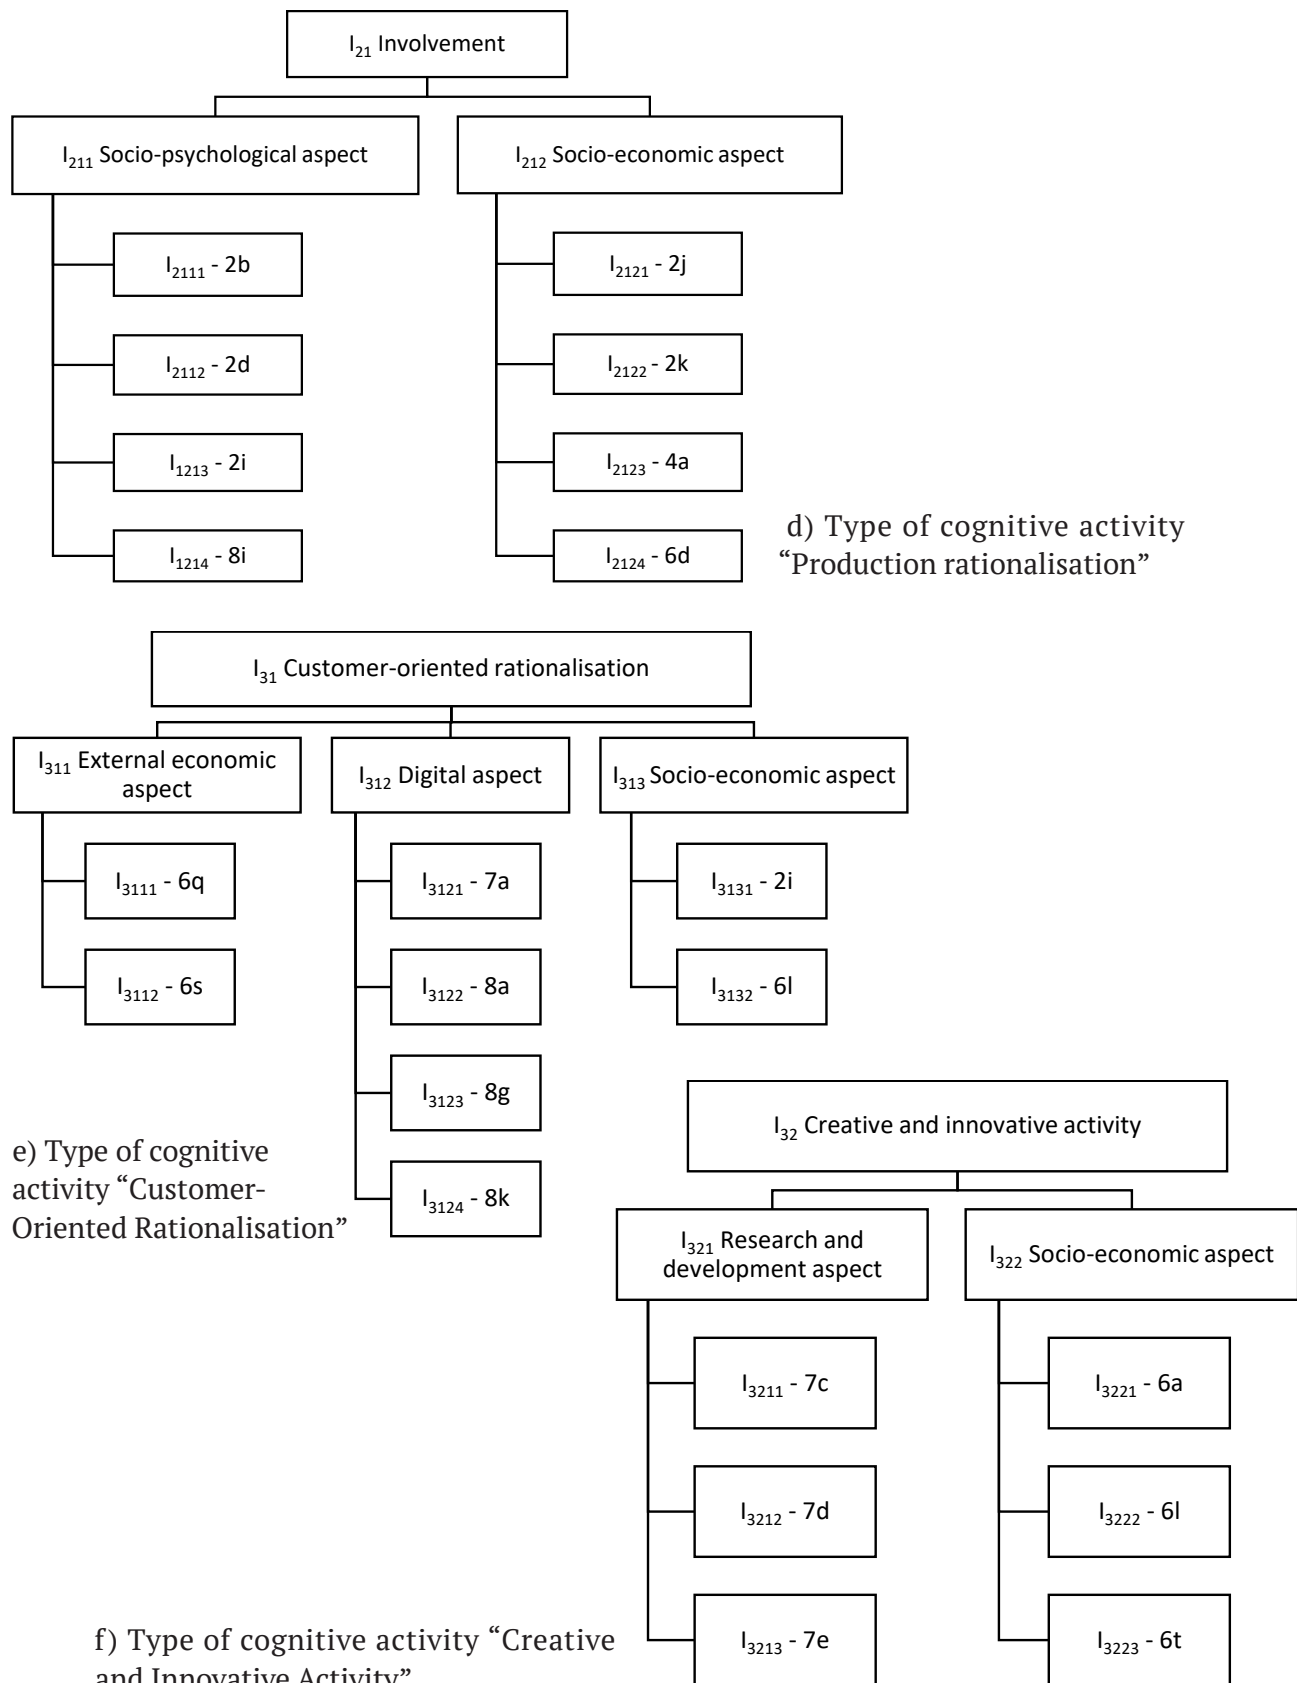 I₂₁ Involvement
I₂₁₁ Socio-psychological aspect
I₂₁₁₁ - 2b
I₂₁₁₂ - 2d
I₁₂₁₃ - 2i
I₁₂₁₄ - 8i
I₂₁₂ Socio-economic aspect
I₂₁₂₁ - 2j
I₂₁₂₂ - 2k
I₂₁₂₃ - 4a
I₂₁₂₄ - 6d
d) Type of cognitive activity
“Production rationalisation”
I₃₁ Customer-oriented rationalisation
I₃₁₁ External economic
aspect
I₃₁₁₁ - 6q
I₃₁₁₂ - 6s
I₃₁₂ Digital aspect
I₃₁₂₁ - 7a
I₃₁₂₂ - 8a
I₃₁₂₃ - 8g
I₃₁₂₄ - 8k
I₃₁₃ Socio-economic aspect
I₃₁₃₁ - 2i
I₃₁₃₂ - 6l
e) Type of cognitive
activity “Customer-
Oriented Rationalisation”
I₃₂ Creative and innovative activity
I₃₂₁ Research and
development aspect
I₃₂₁₁ - 7c
I₃₂₁₂ - 7d
I₃₂₁₃ - 7e
I₃₂₂ Socio-economic aspect
I₃₂₂₁ - 6a
I₃₂₂₂ - 6l
I₃₂₂₃ - 6t
f) Type of cognitive activity “Creative
and Innovative Activity”